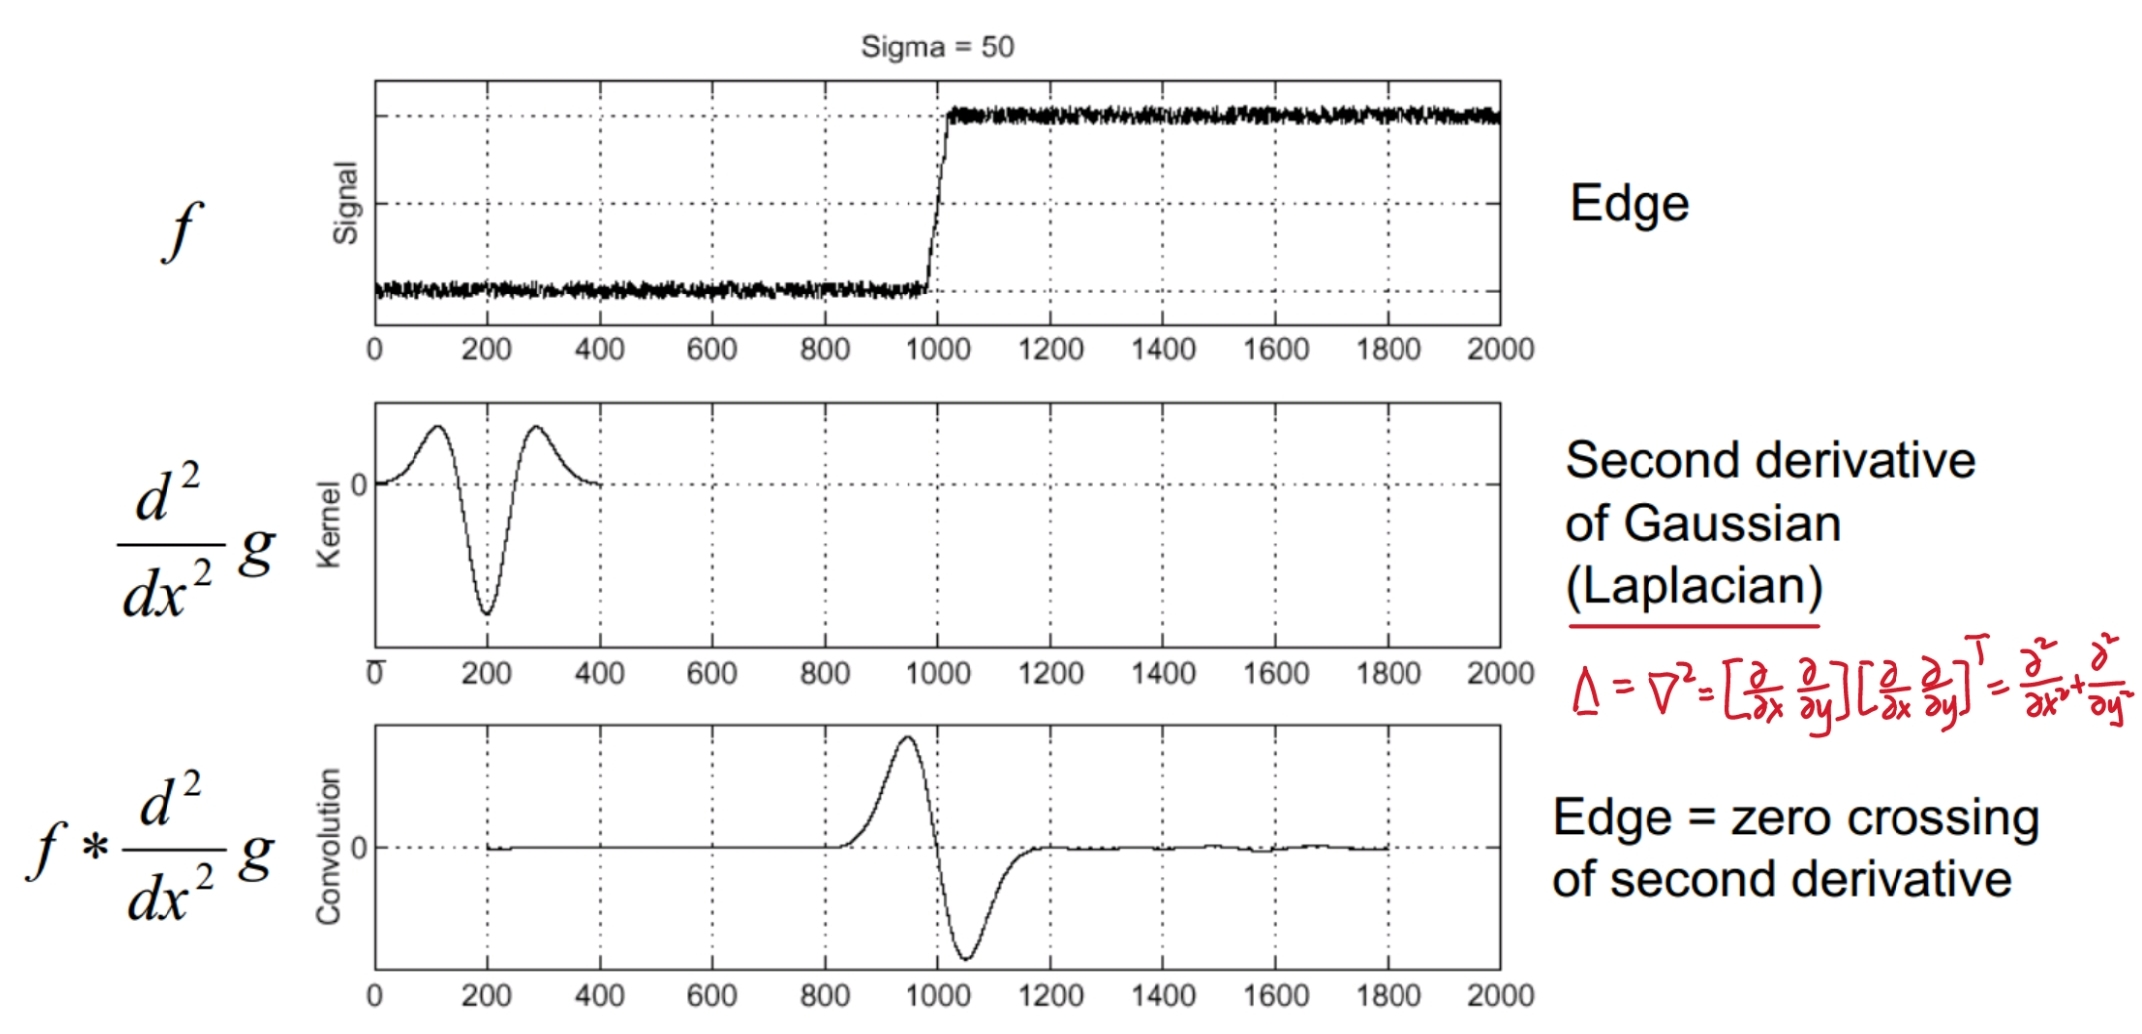 Sigma = 50
f
Signal
Edge
0 200 400 600 800 1000 1200 1400 1600 1800 2000
d²/dx² g
Kernel
0
Second derivative
of Gaussian
(Laplacian)
0 200 400 600 800 1000 1200 1400 1600 1800 2000
Δ = ∇² = [∂/∂x ∂/∂y][∂/∂x ∂/∂y]ᵀ = ∂²/∂x² + ∂²/∂y²
f * d²/dx² g
Convolution
0
Edge = zero crossing
of second derivative
0 200 400 600 800 1000 1200 1400 1600 1800 2000